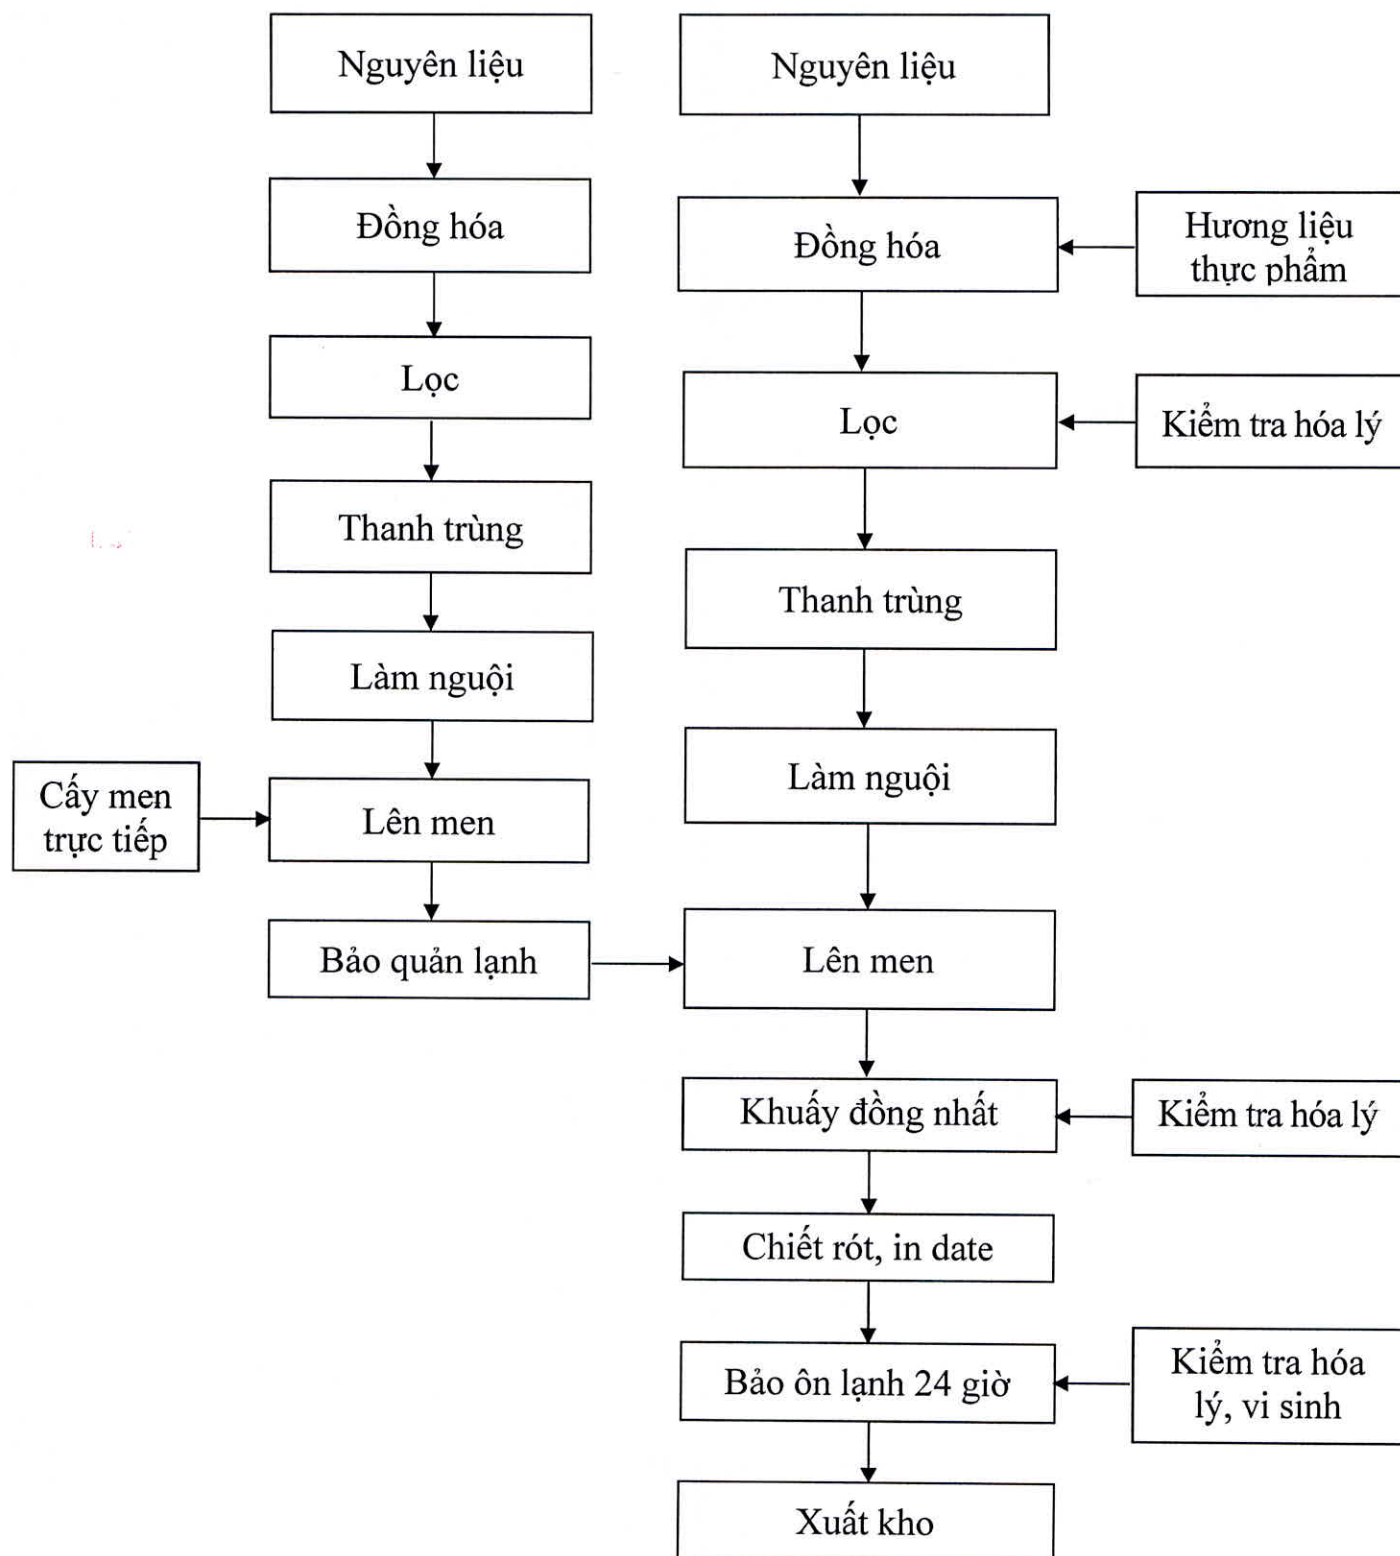 Nguyên liệu
Nguyên liệu
Đồng hóa
Đồng hóa
Hương liệu
thực phẩm
Lọc
Lọc
Kiểm tra hóa lý
Thanh trùng
Thanh trùng
Làm nguội
Làm nguội
Cấy men
trực tiếp
Lên men
Bảo quản lạnh
Lên men
Khuấy đồng nhất
Kiểm tra hóa lý
Chiết rót, in date
Bảo ôn lạnh 24 giờ
Kiểm tra hóa
lý, vi sinh
Xuất kho